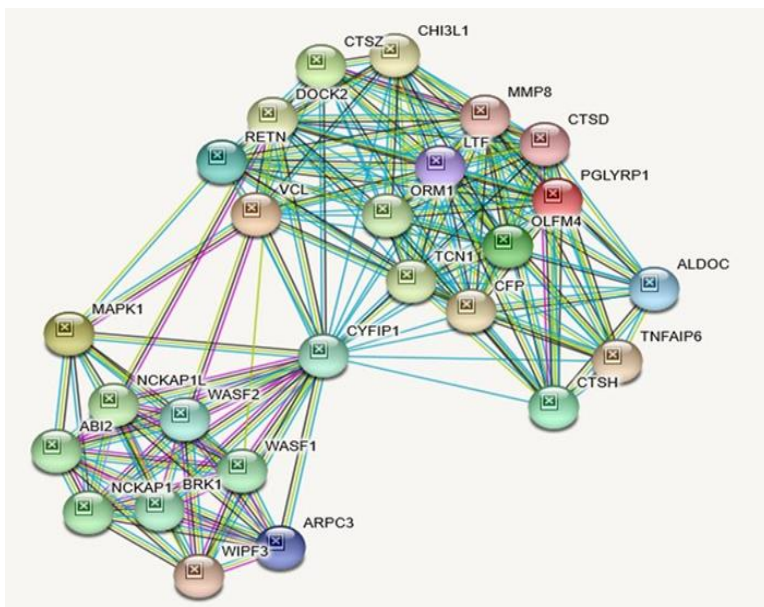 CHI3L1
CTSZ
DOCK2
MMP8
CTSD
RETN
LTF
PGLYRP1
VCL
ORM1
OLFM4
TCN1
ALDOC
CFP
MAPK1
CYFIP1
TNFAIP6
NCKAP1L
CTSH
WASF2
ABI2
WASF1
NCKAP1
BRK1
ARPC3
WIPF3